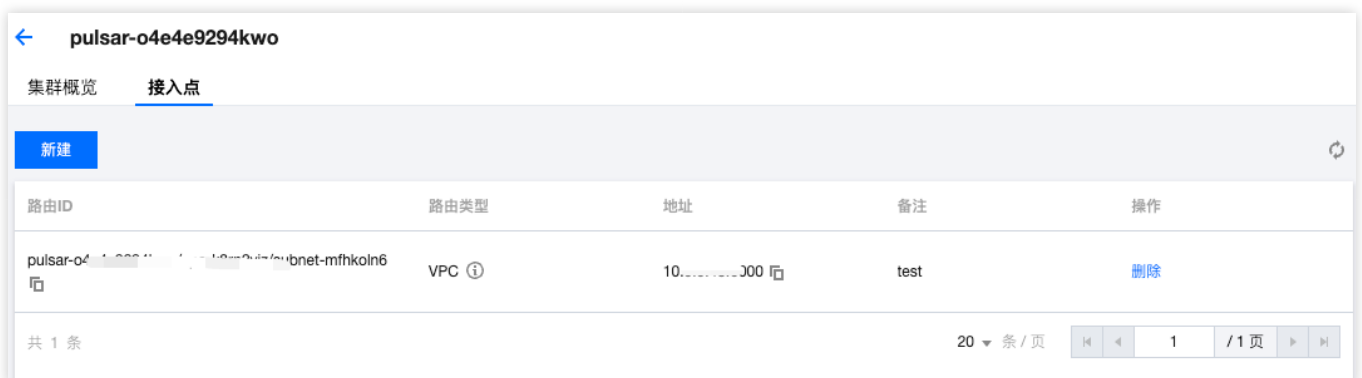 pulsar-o4e4e9294kwo
集群概览 接入点
新建
路由ID 路由类型 地址 备注 操作
subnet-mfhkoln6 VPC test 删除
共 1 条 20 条 / 页 1 / 1 页